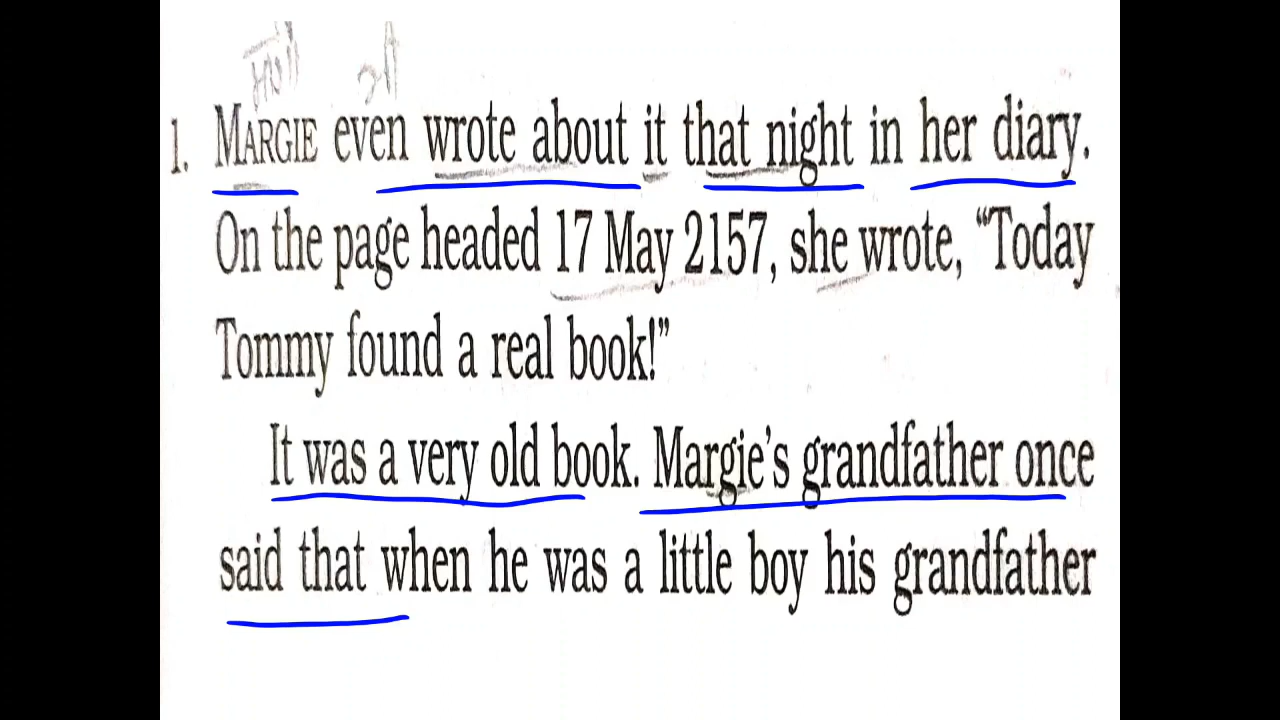 1. MARGIE even wrote about it that night in her diary.
On the page headed 17 May 2157, she wrote, “Today
Tommy found a real book!”
It was a very old book. Margie’s grandfather once
said that when he was a little boy his grandfather